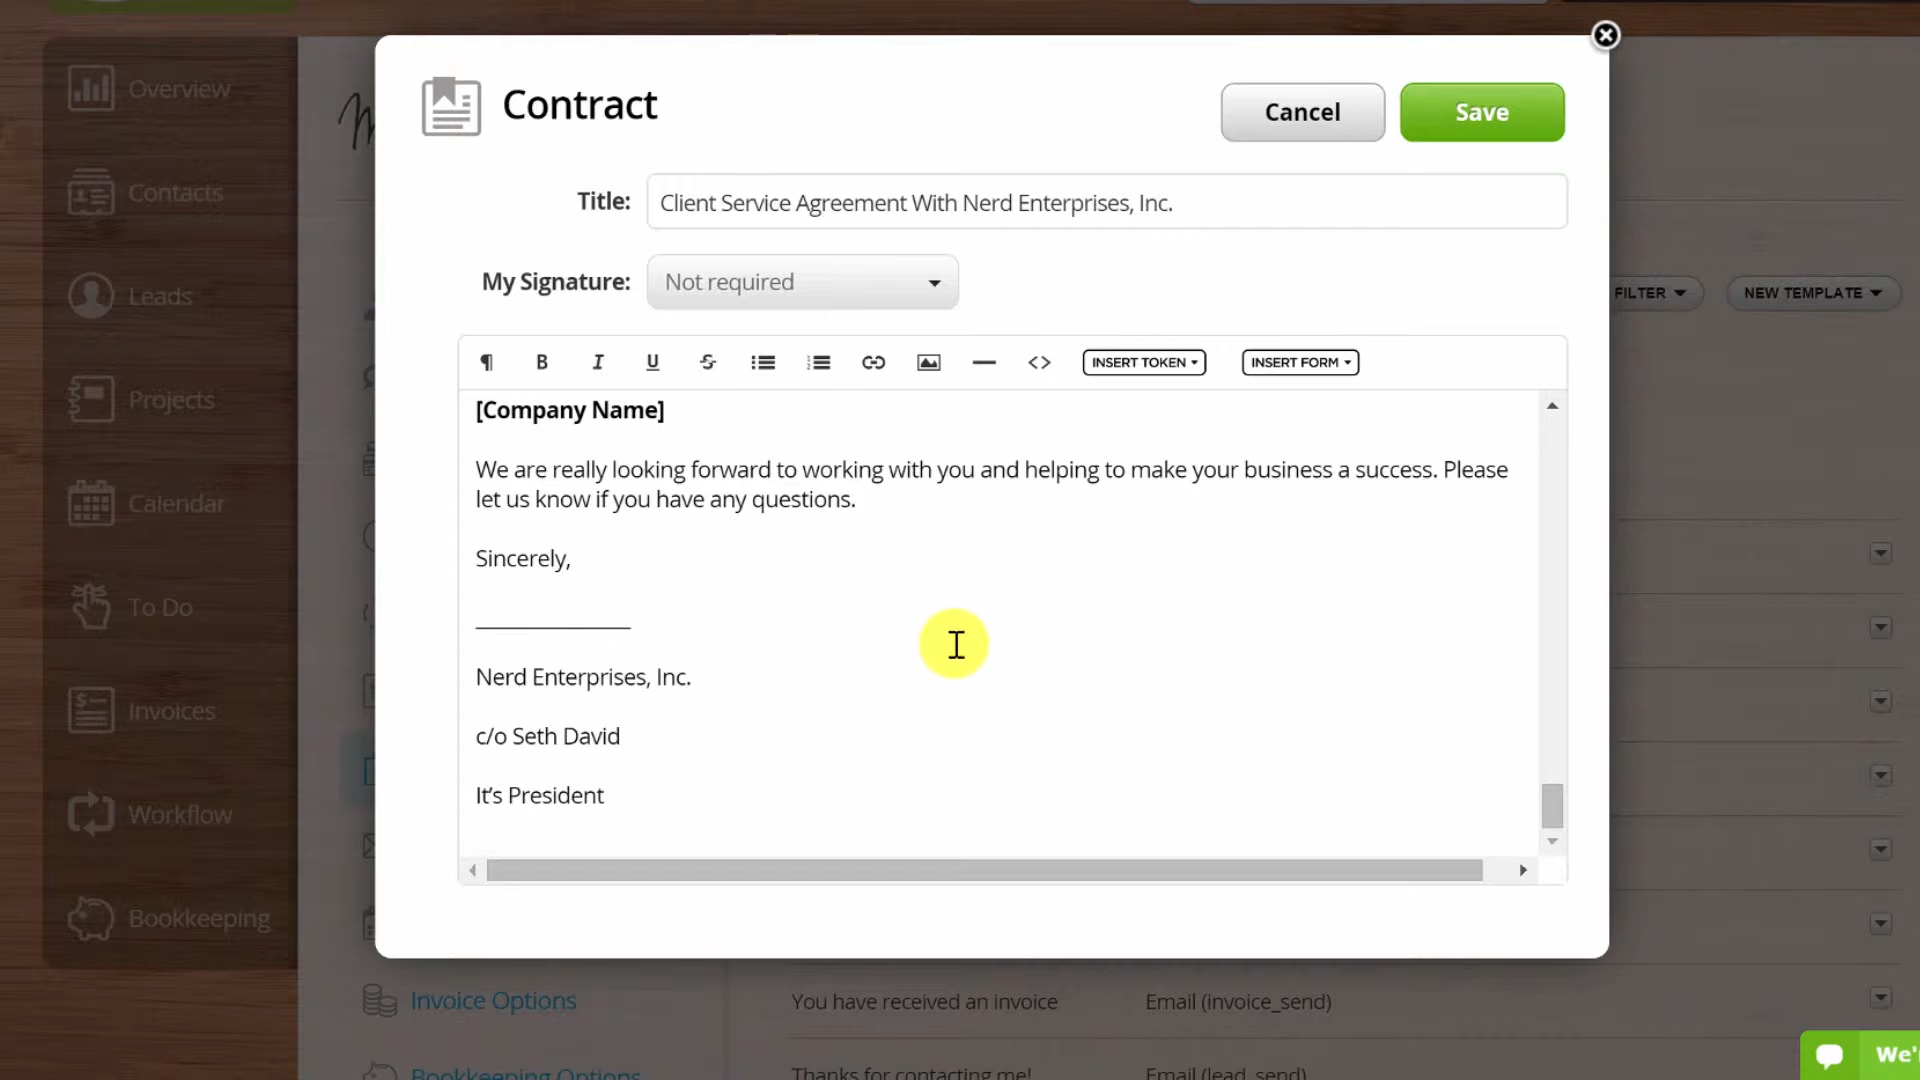 Contract
Cancel
Save
Title:
Client Service Agreement With Nerd Enterprises, Inc.
My Signature:
Not required
INSERT TOKEN
INSERT FORM
[Company Name]
We are really looking forward to working with you and helping to make your business a success. Please
let us know if you have any questions.
Sincerely,
Nerd Enterprises, Inc.
c/o Seth David
It's President
Overview
Contacts
Leads
Projects
Calendar
To Do
Invoices
Workflow
Bookkeeping
FILTER
NEW TEMPLATE
Invoice Options
You have received an invoice
Email (invoice_send)
Bookkeeping Options
Thanks for contacting me!
Email (lead_send)